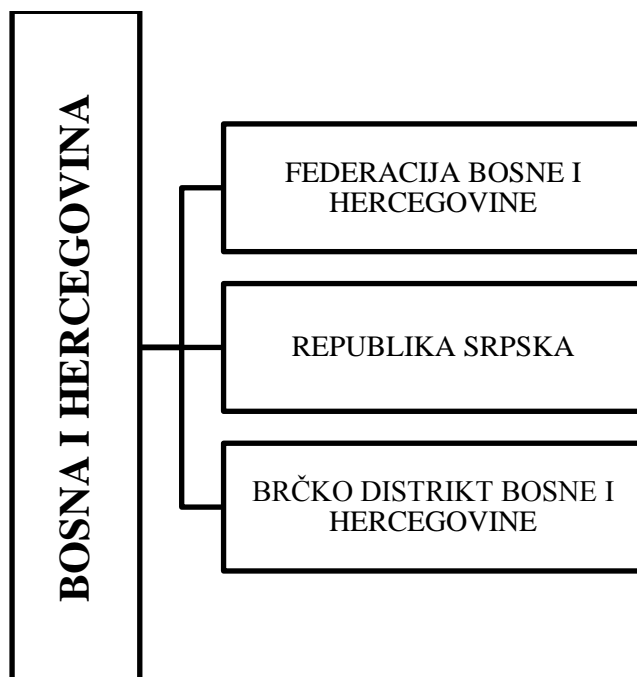 BOSNA I HERCEGOVINA
FEDERACIJA BOSNE I
HERCEGOVINE
REPUBLIKA SRPSKA
BRČKO DISTRIKT BOSNE I
HERCEGOVINE